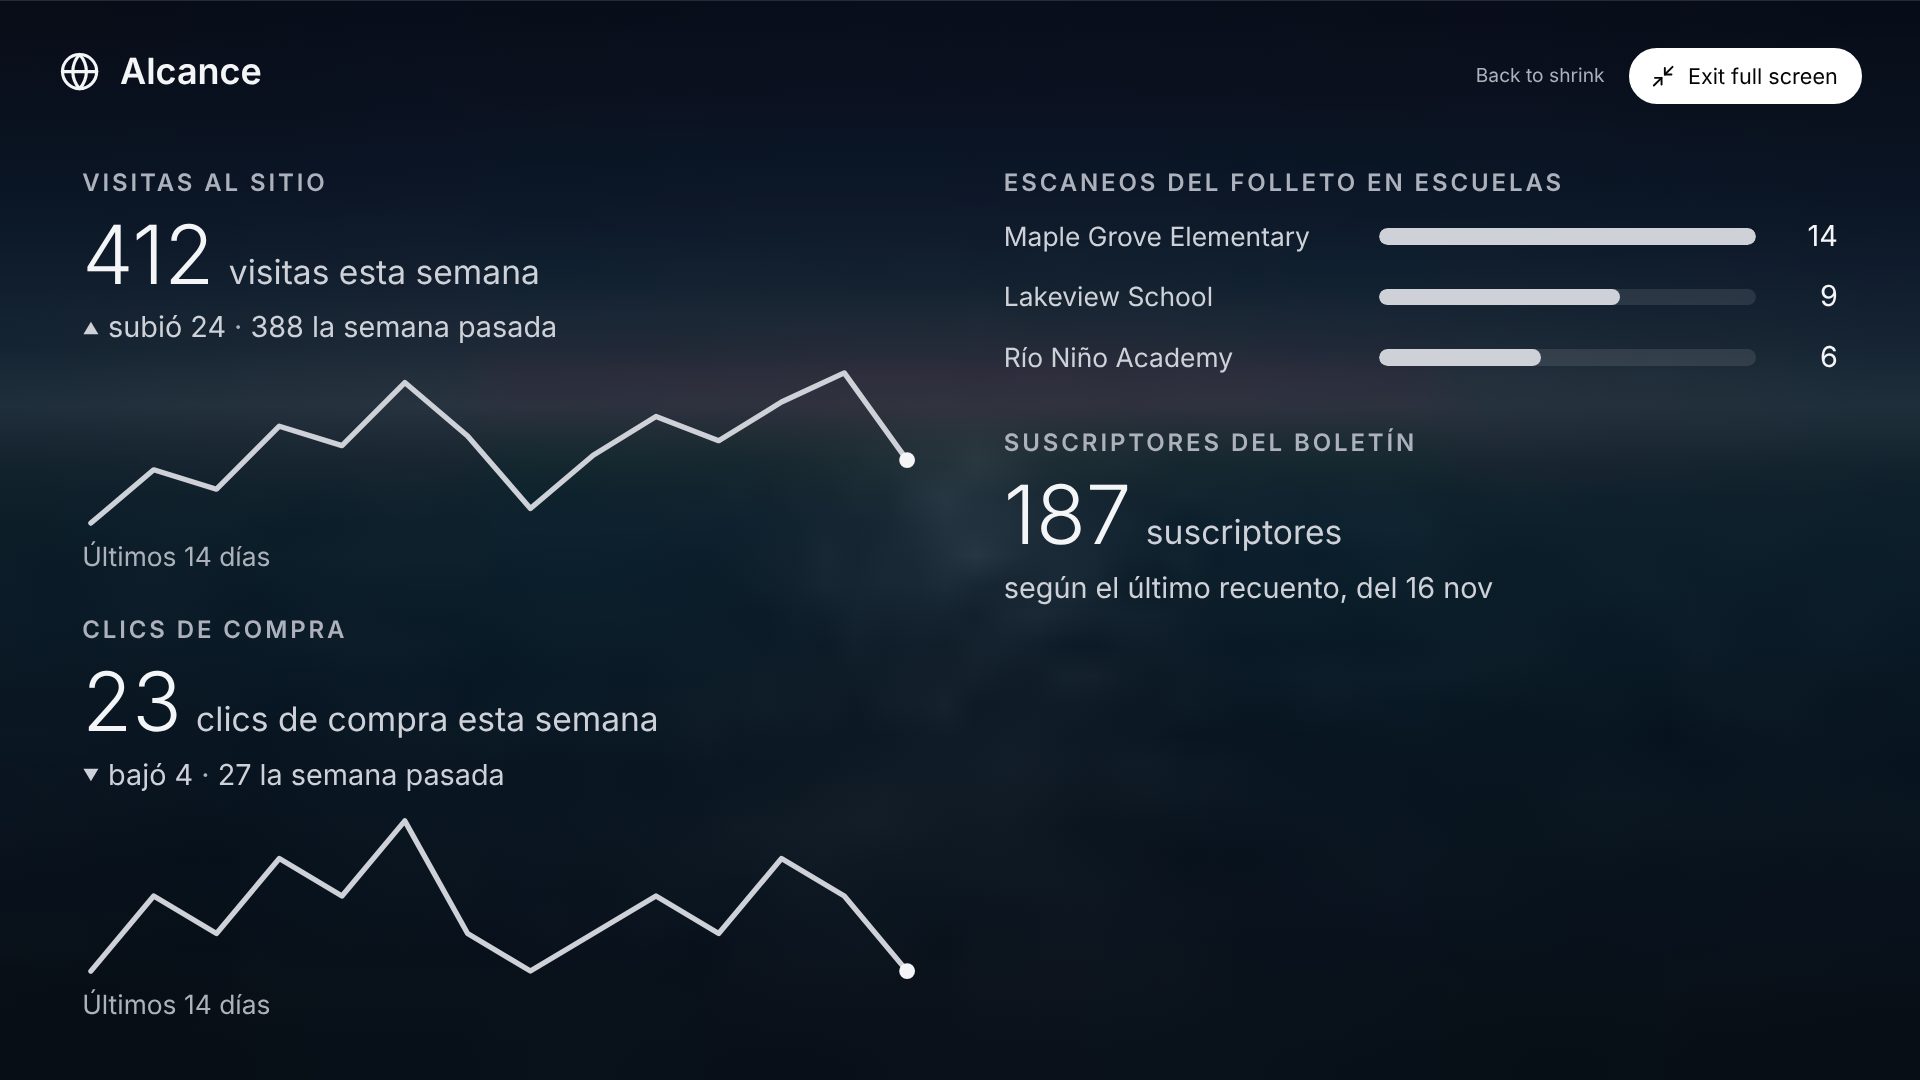 Alcance
Back to shrink
Exit full screen
VISITAS AL SITIO
412 visitas esta semana
▲ subió 24 · 388 la semana pasada
Últimos 14 días
CLICS DE COMPRA
23 clics de compra esta semana
▼ bajó 4 · 27 la semana pasada
Últimos 14 días
ESCANEOS DEL FOLLETO EN ESCUELAS
Maple Grove Elementary 14
Lakeview School 9
Río Niño Academy 6
SUSCRIPTORES DEL BOLETÍN
187 suscriptores
según el último recuento, del 16 nov